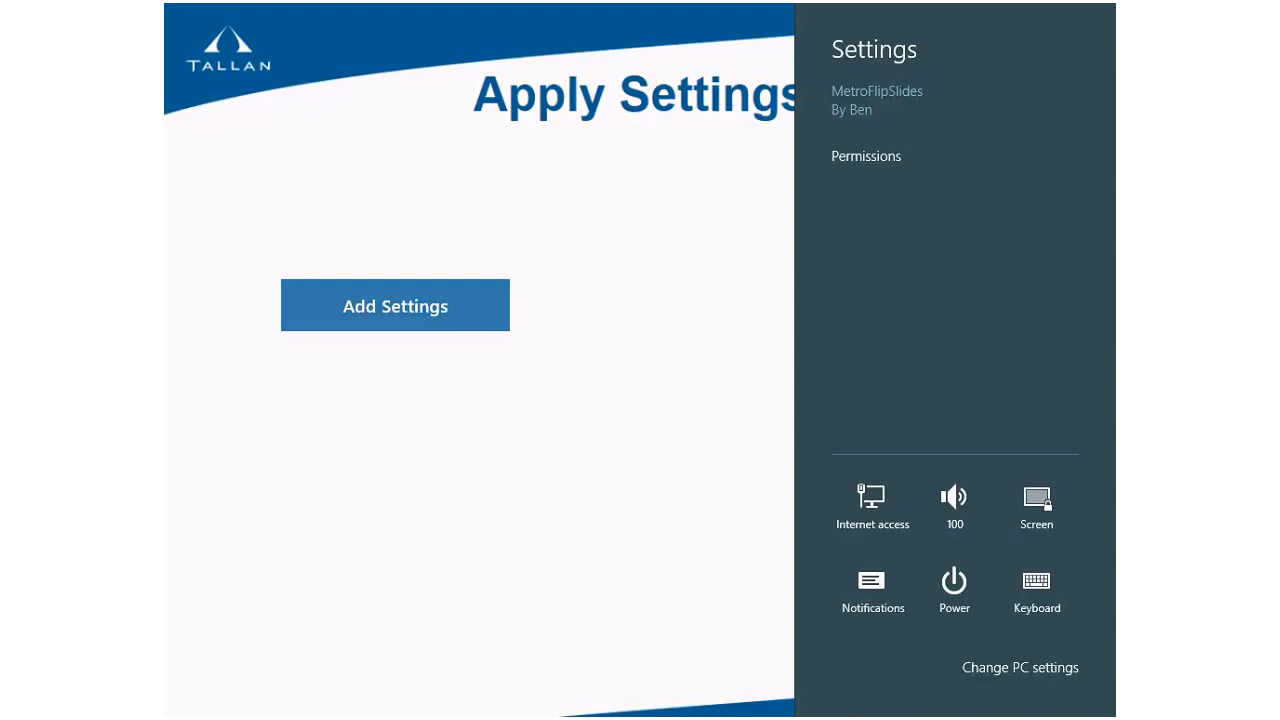 TALLAN
Apply Settings
Add Settings
Settings
MetroFlipSlides
By Ben
Permissions
Internet access
100
Screen
Notifications
Power
Keyboard
Change PC settings